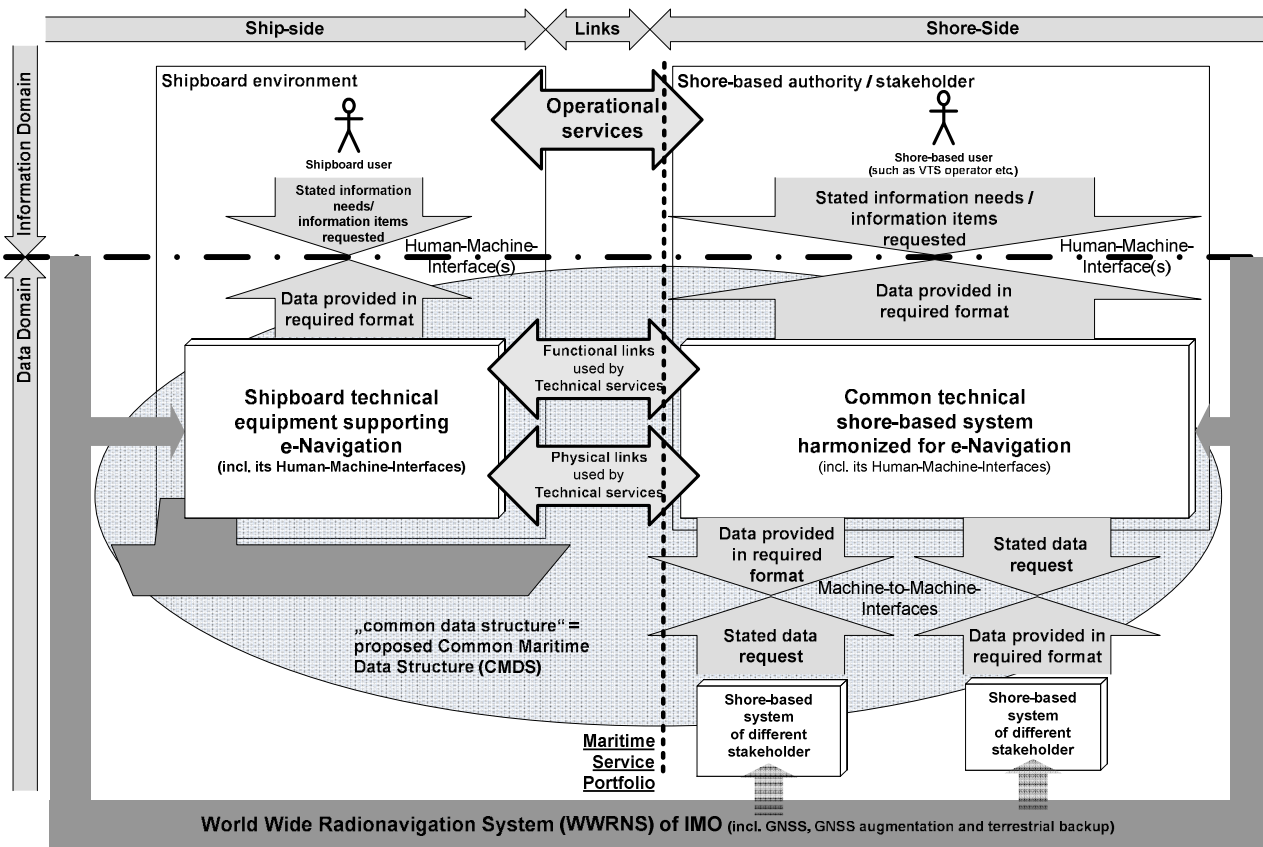 Ship-side
Links
Shore-Side
Information Domain
Data Domain
Shipboard environment
Shipboard user
Stated information
needs/
information items
requested
Human-Machine-
Interface(s)
Data provided in
required format
Operational
services
Shore-based authority / stakeholder
Shore-based user
(such as VTS operator etc.)
Stated information needs /
information items
requested
Human-Machine-
Interface(s)
Data provided in
required format
Shipboard technical
equipment supporting
e-Navigation
(incl. its Human-Machine-Interfaces)
Functional links
used by
Technical services
Physical links
used by
Technical services
Common technical
shore-based system
harmonized for e-Navigation
(incl. its Human-Machine-Interfaces)
Data provided
in required
format
Stated data
request
Machine-to-Machine-
Interfaces
Stated data
request
Data provided in
required format
„common data structure“ =
proposed Common Maritime
Data Structure (CMDS)
Shore-based
system
of different
stakeholder
Shore-based
system
of different
stakeholder
Maritime
Service
Portfolio
World Wide Radionavigation System (WWRNS) of IMO (incl. GNSS, GNSS augmentation and terrestrial backup)